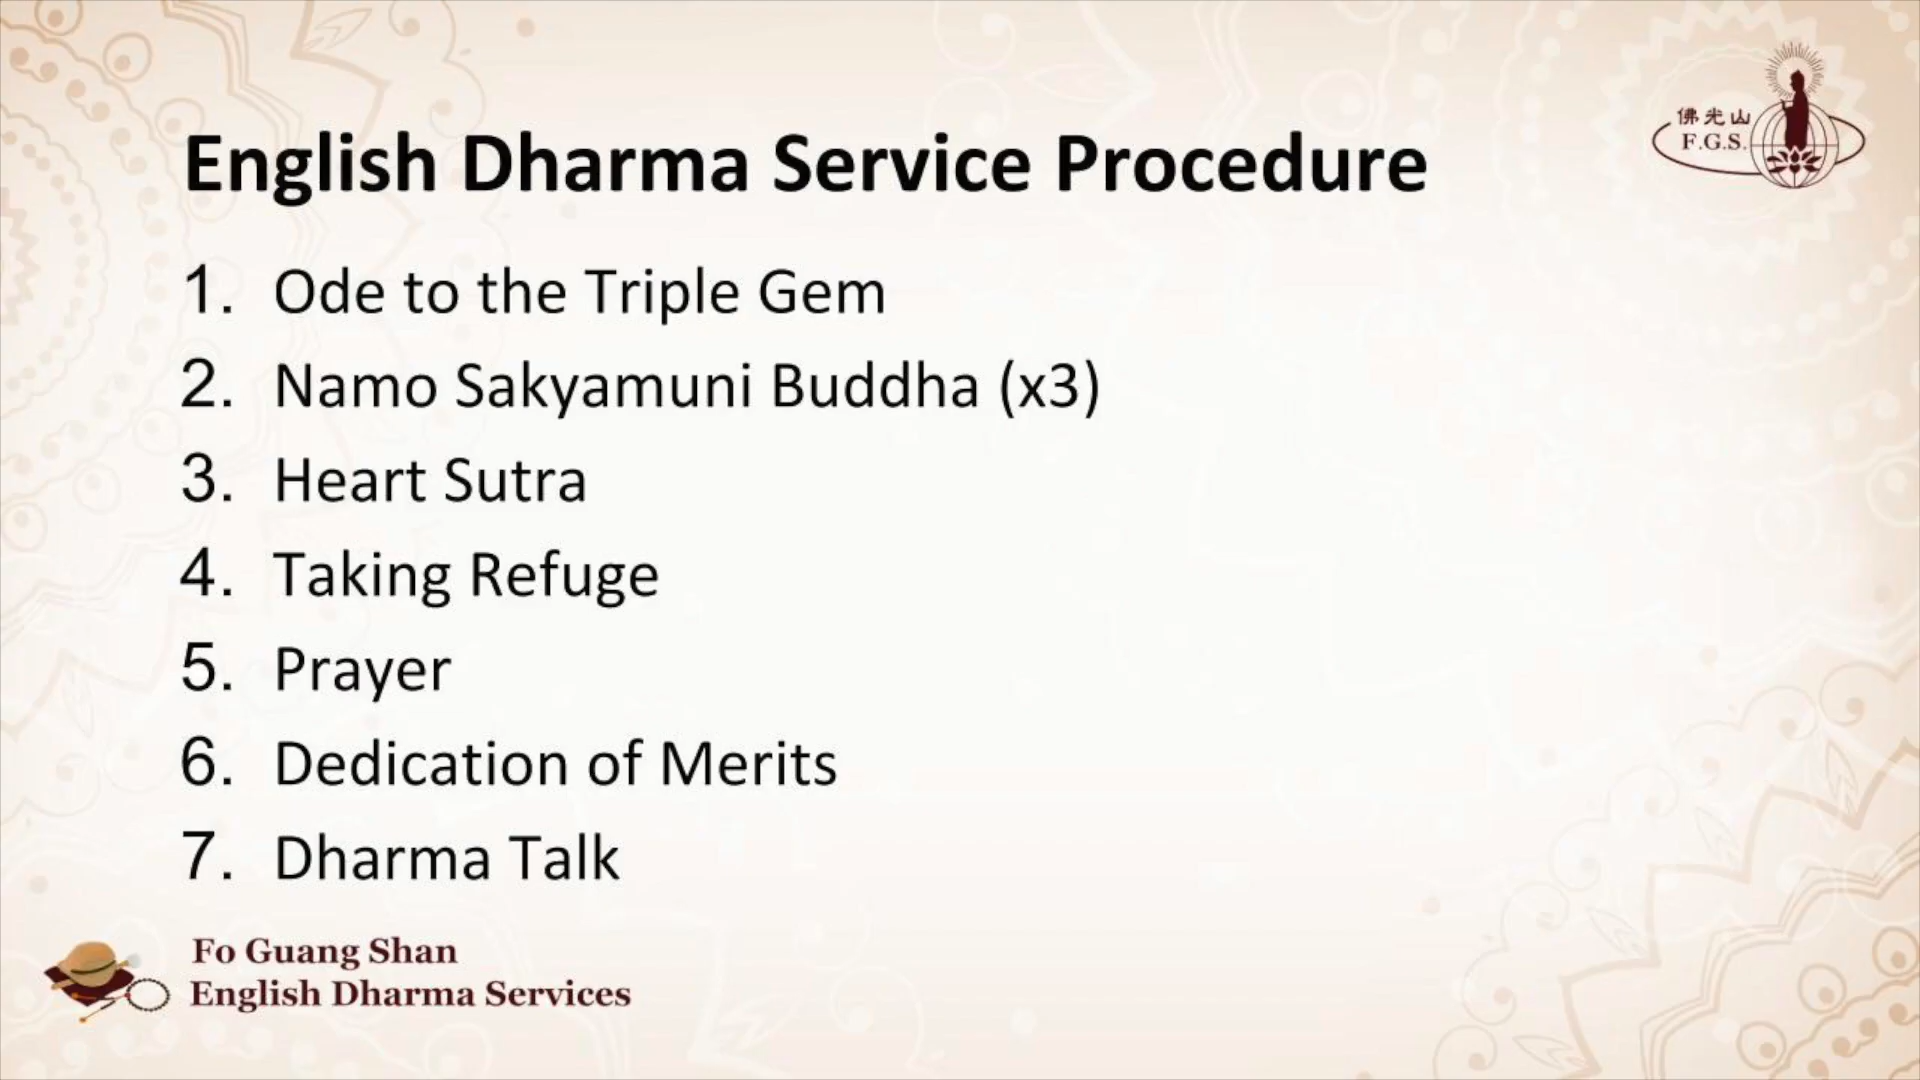 English Dharma Service Procedure
佛光山
F.G.S.
1. Ode to the Triple Gem
2. Namo Sakyamuni Buddha (x3)
3. Heart Sutra
4. Taking Refuge
5. Prayer
6. Dedication of Merits
7. Dharma Talk
Fo Guang Shan
English Dharma Services